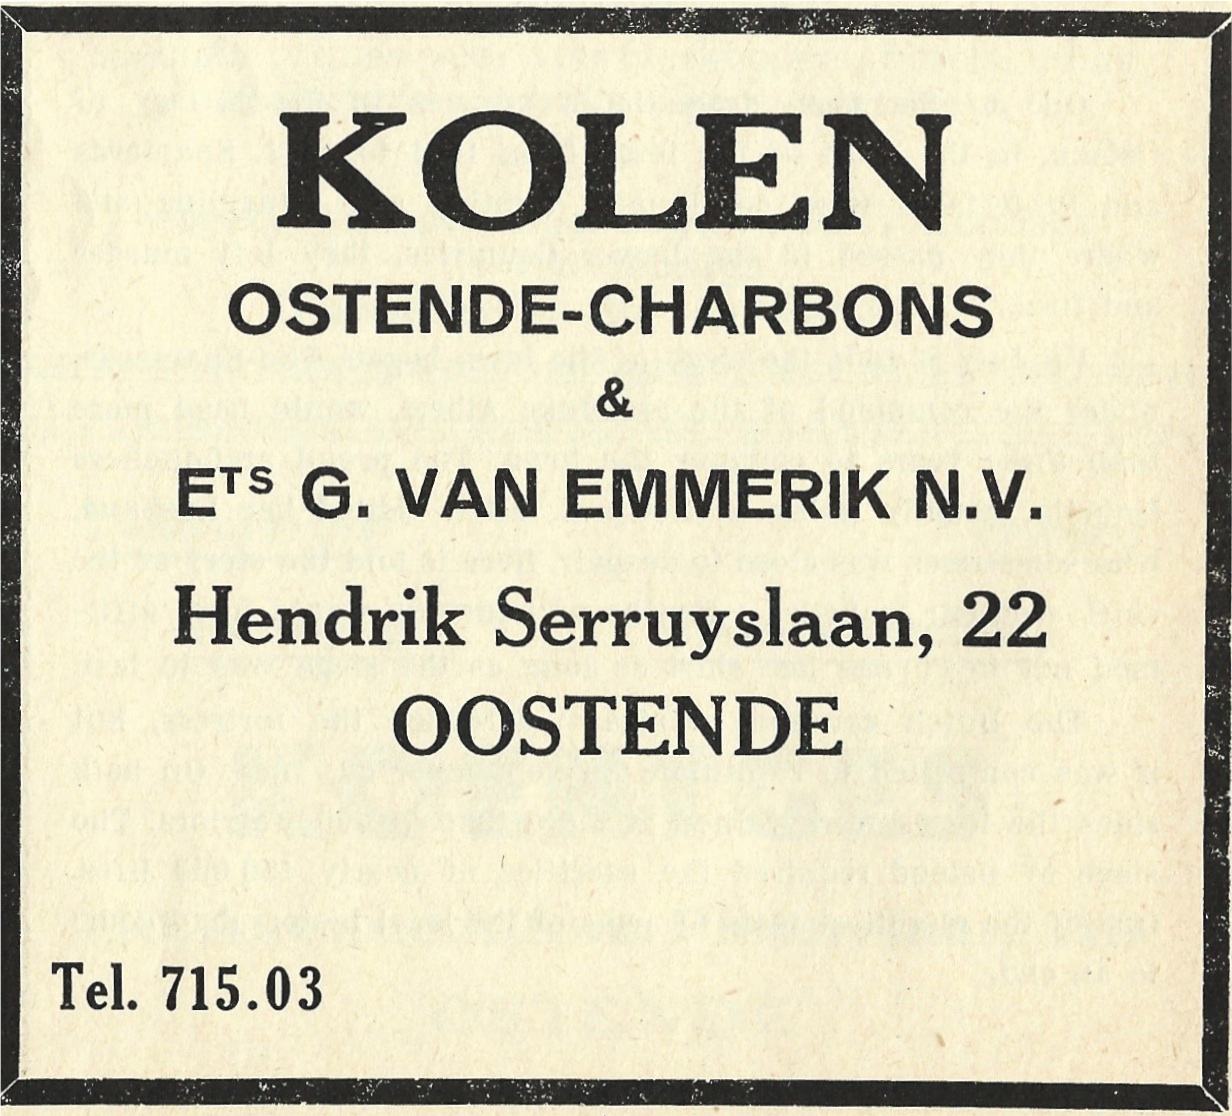 KOLEN
OSTENDE-CHARBONS
&
ETS G. VAN EMMERIK N.V.
Hendrik Serruyslaan, 22
OOSTENDE
Tel. 715.03